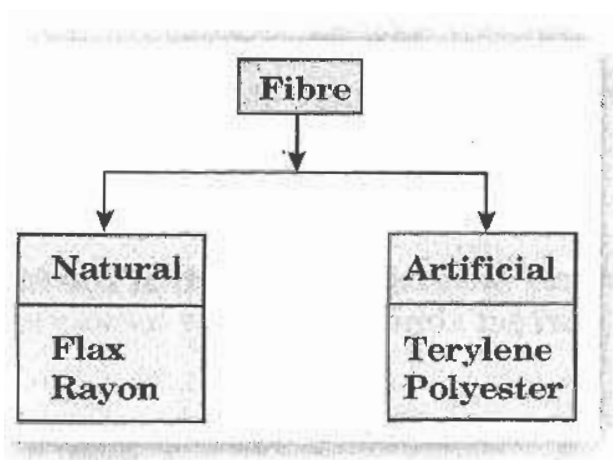 Fibre
Natural
Artificial
Flax
Rayon
Terylene
Polyester